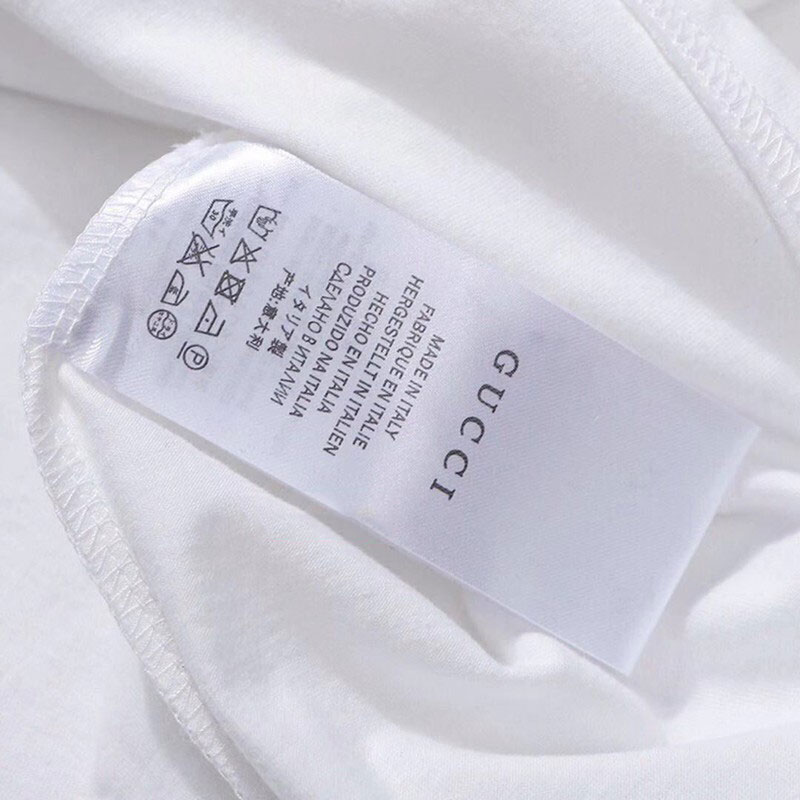 GUCCI
MADE IN ITALY
FABRIQUE EN ITALIE
HERGESTELLT IN ITALIEN
HECHO EN ITALIA
PRODUZIDO NA ITALIA
СДЕЛАНО В ИТАЛИИ
イタリア製
产地:意大利
P
30